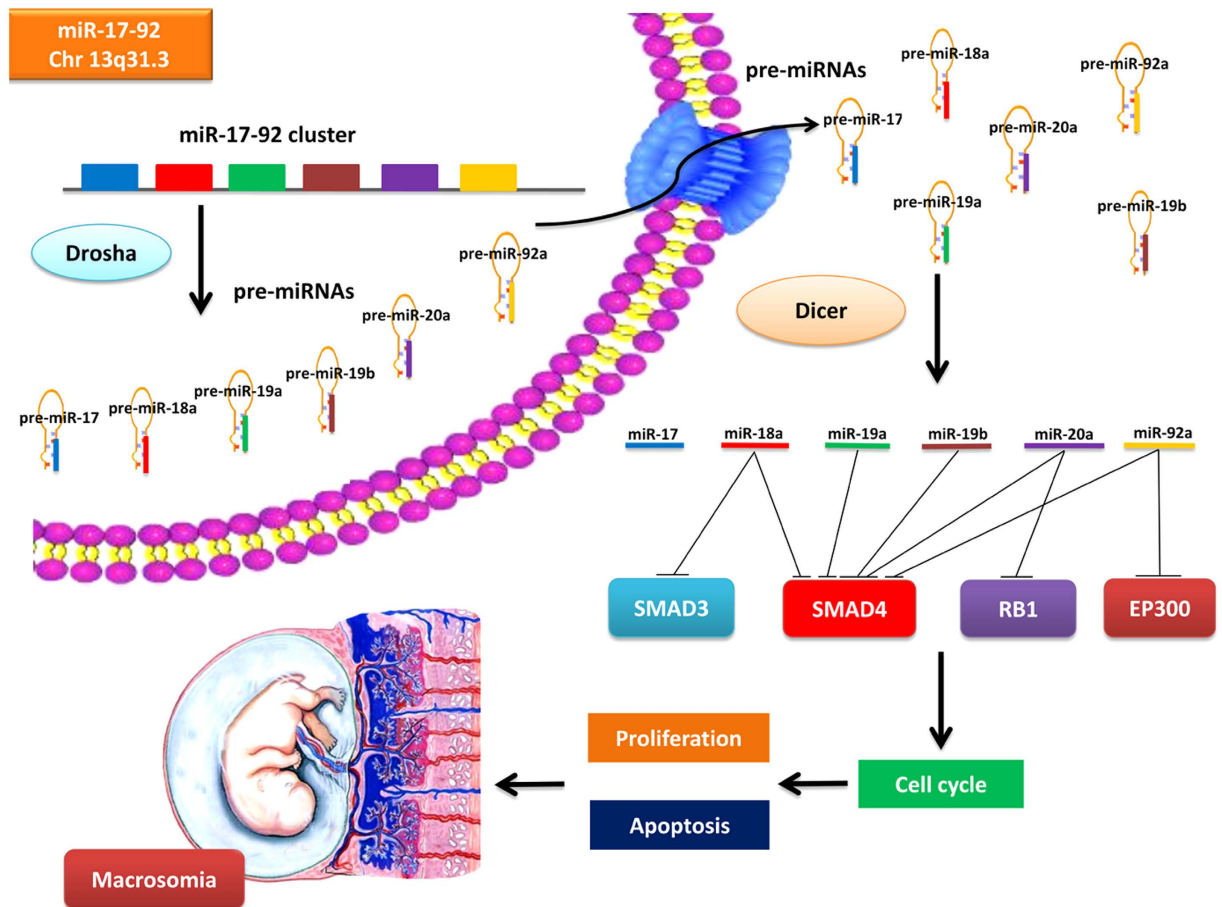 miR-17-92
Chr 13q31.3
miR-17-92 cluster
Drosha
pre-miRNAs
pre-miR-17
pre-miR-18a
pre-miR-19a
pre-miR-19b
pre-miR-20a
pre-miR-92a
pre-miRNAs
pre-miR-17
pre-miR-18a
pre-miR-20a
pre-miR-92a
pre-miR-19a
pre-miR-19b
Dicer
miR-17
miR-18a
miR-19a
miR-19b
miR-20a
miR-92a
SMAD3
SMAD4
RB1
EP300
Cell cycle
Proliferation
Apoptosis
Macrosomia